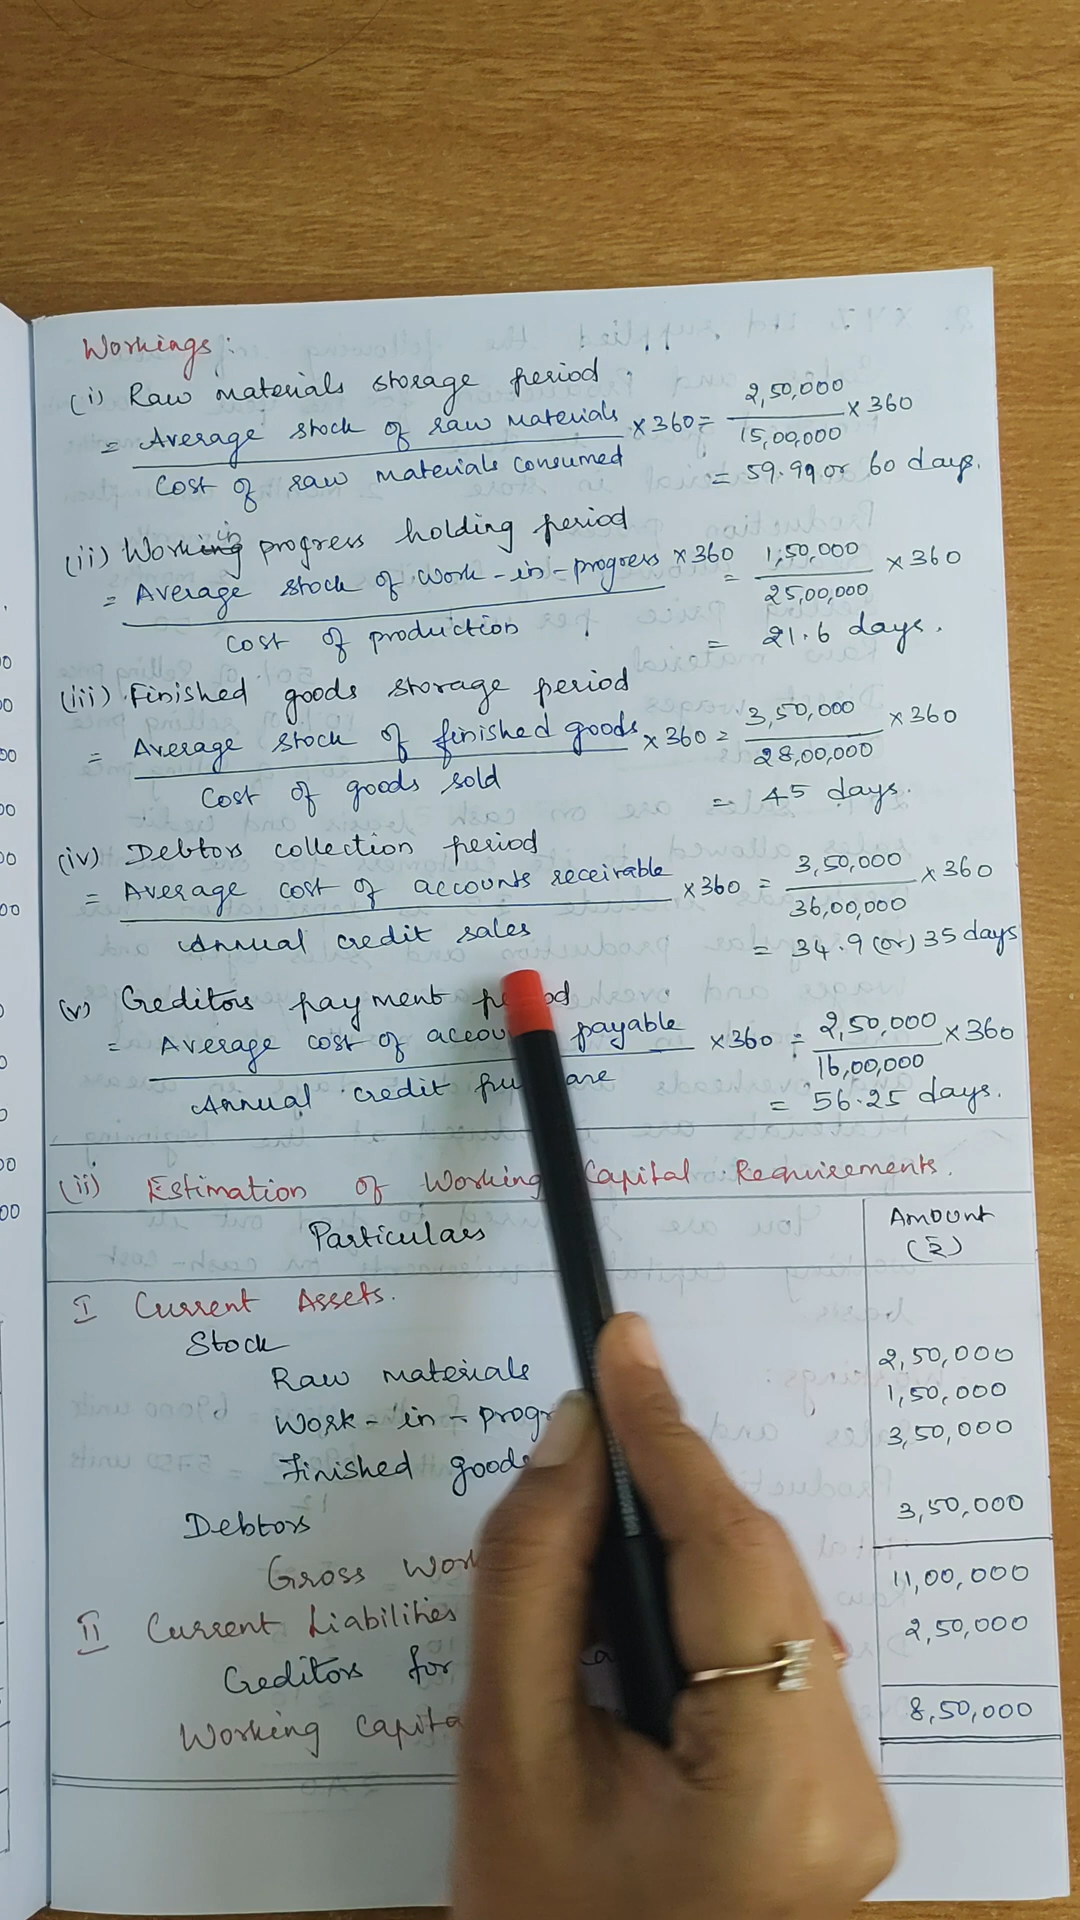 Workings:
(i) Raw materials storage period
= Average stock of raw materials / Cost of raw materials consumed × 360 = 2,50,000 / 15,00,000 × 360
= 59.99 or 60 days.
(ii) Work in progress holding period
= Average stock of work-in-progress / Cost of production × 360 = 1,50,000 / 25,00,000 × 360
= 21.6 days.
(iii) Finished goods storage period
= Average stock of finished goods / Cost of goods sold × 360 = 3,50,000 / 28,00,000 × 360
= 45 days.
(iv) Debtors collection period
= Average cost of accounts receivable / Annual credit sales × 360 = 3,50,000 / 36,00,000 × 360
= 34.9 (or) 35 days
(v) Creditors payment
= Average cost of payable / Annual credit × 360 = 2,50,000 / 16,00,000 × 360
= 56.25 days.
(ii) Estimation of Working Capital Requirements.
Particulars Amount (₹)
I Current Assets.
Stock
Raw materials 2,50,000
Work-in- 1,50,000
Finished 3,50,000
Debtors 3,50,000
Gross 11,00,000
II Current Liabilities
Creditors for 2,50,000
Working 8,50,000